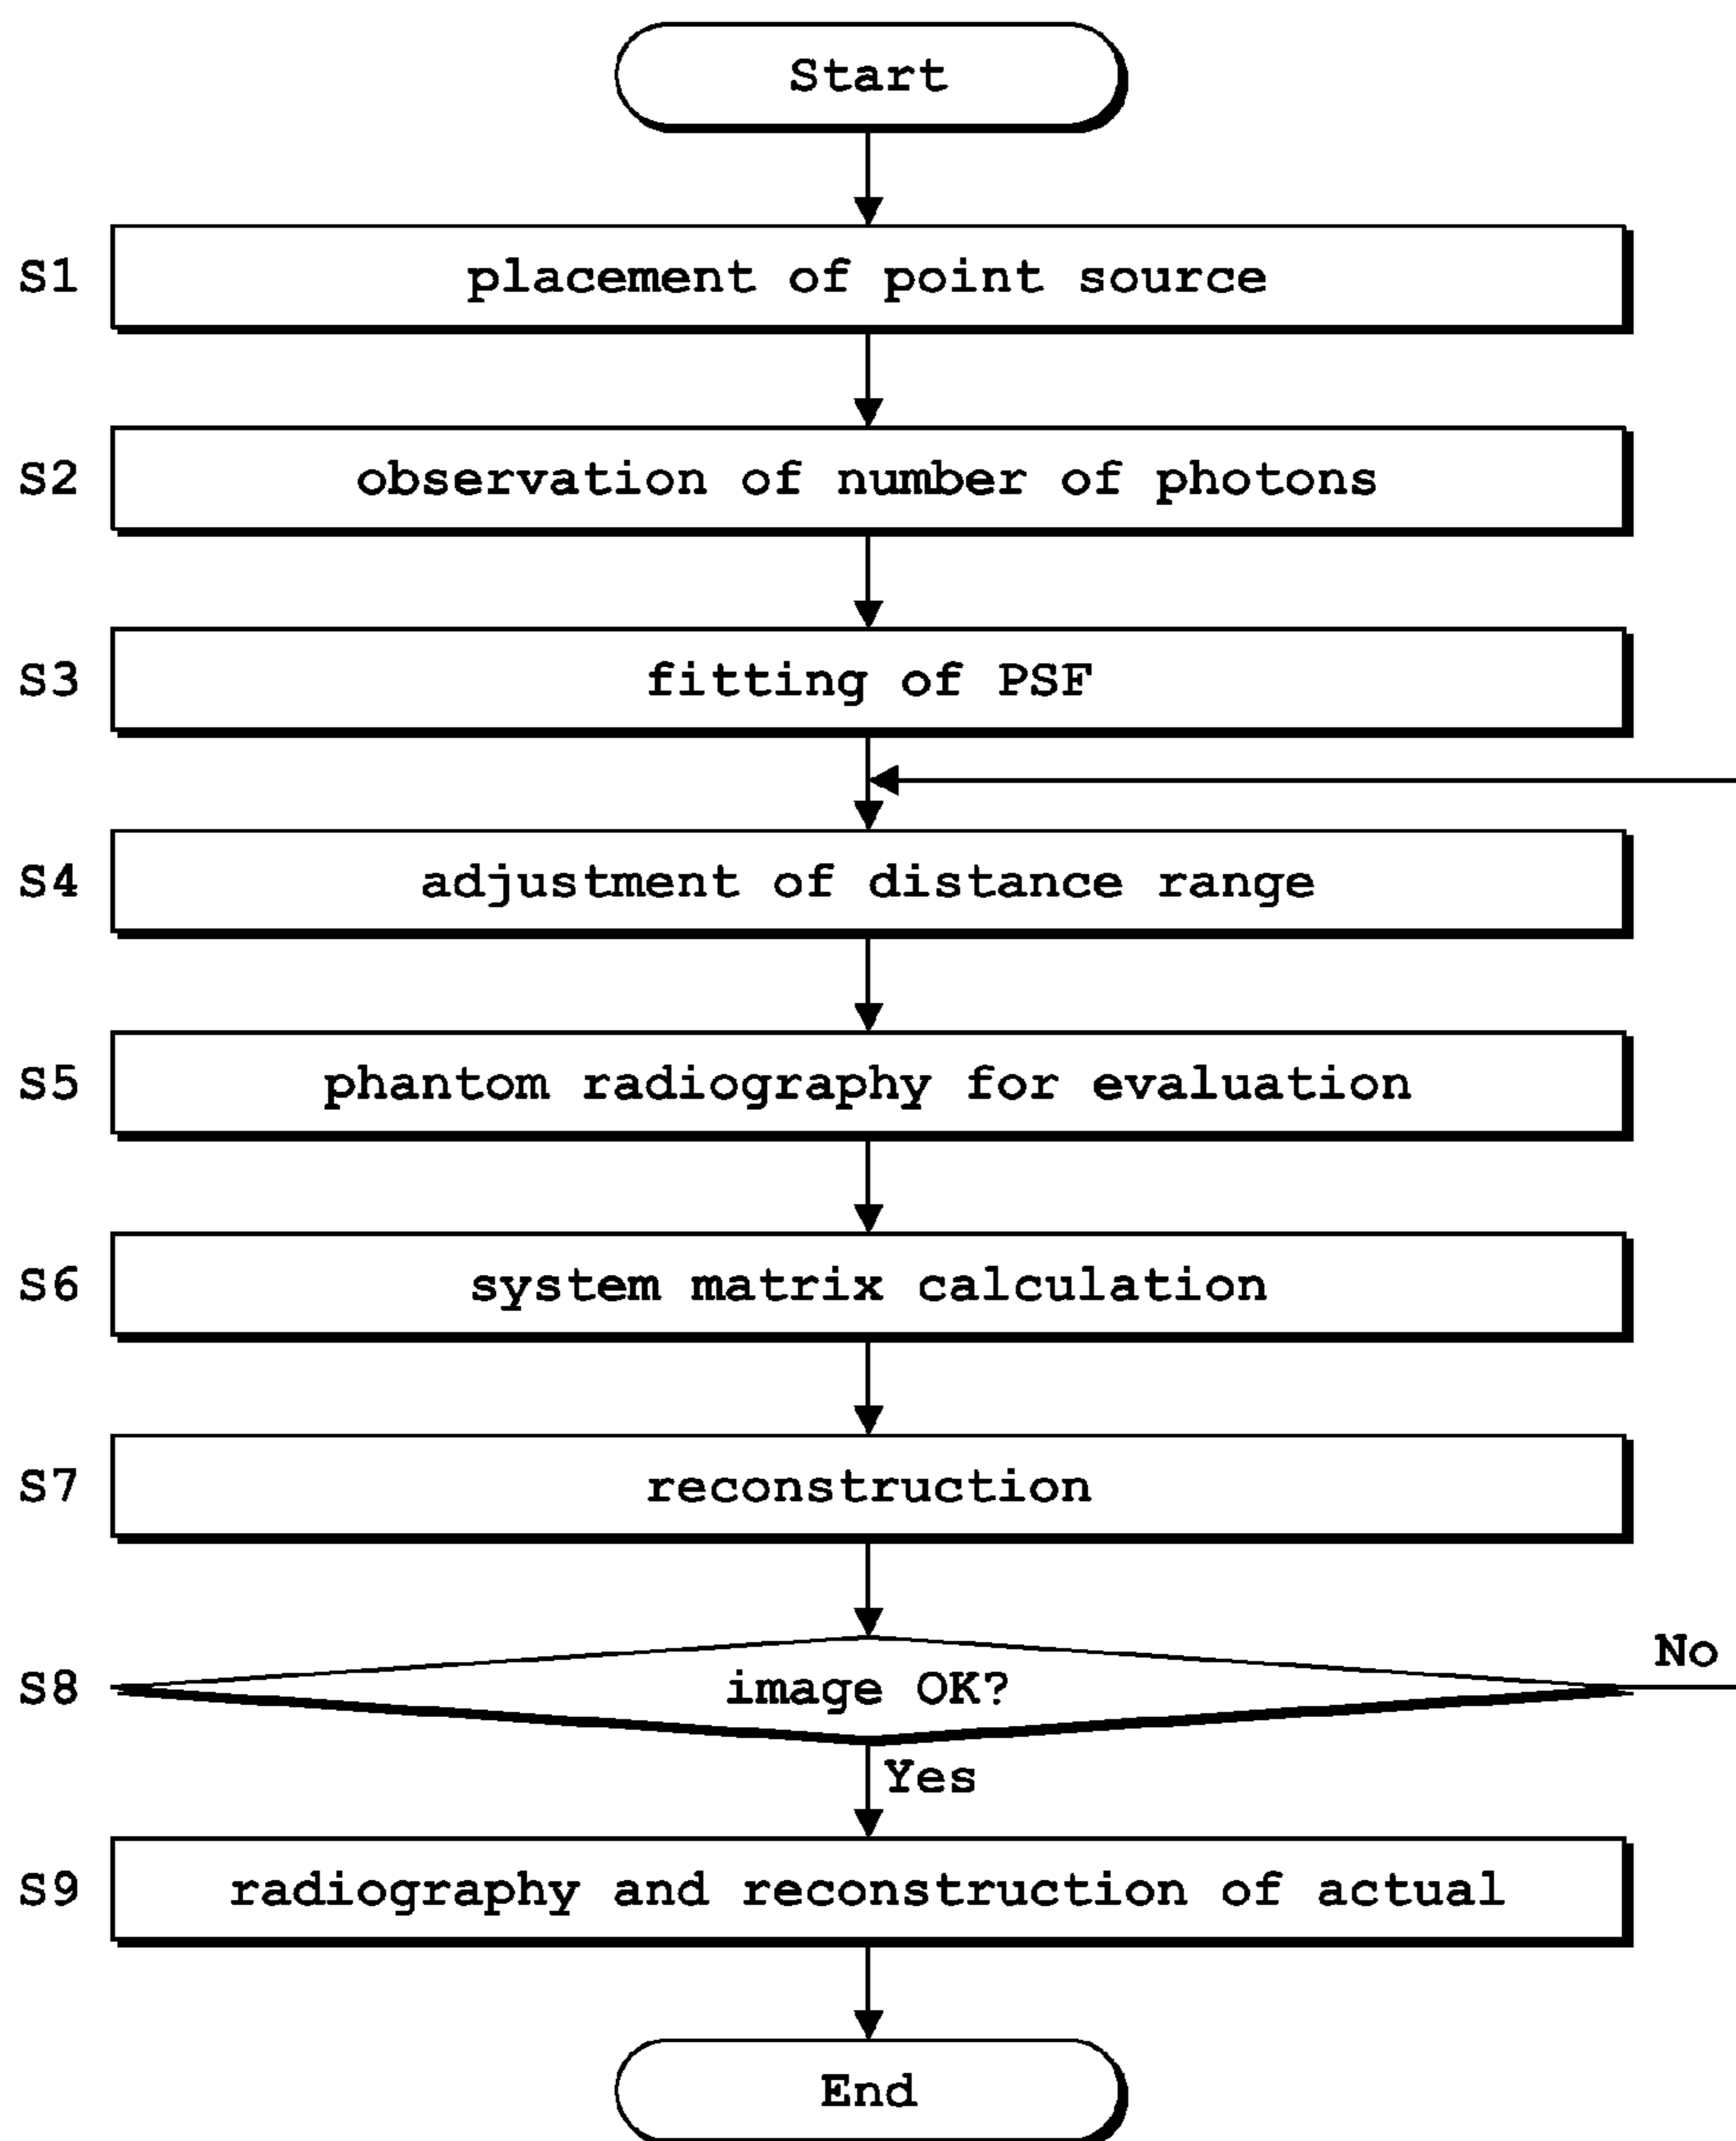 Start
S1 placement of point source
S2 observation of number of photons
S3 fitting of PSF
S4 adjustment of distance range
S5 phantom radiography for evaluation
S6 system matrix calculation
S7 reconstruction
S8 image OK? No
Yes
S9 radiography and reconstruction of actual
End